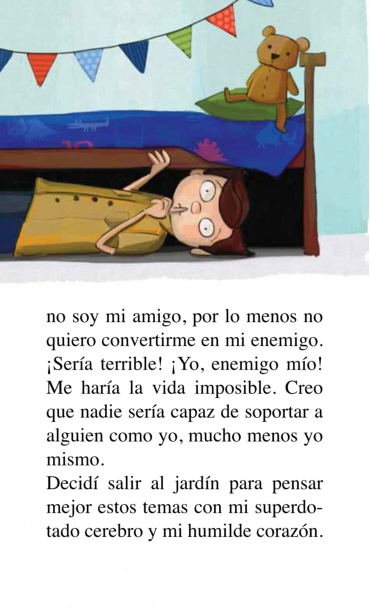 no soy mi amigo, por lo menos no
quiero convertirme en mi enemigo.
¡Sería terrible! ¡Yo, enemigo mío!
Me haría la vida imposible. Creo
que nadie sería capaz de soportar a
alguien como yo, mucho menos yo
mismo.
Decidí salir al jardín para pensar
mejor estos temas con mi superdo-
tado cerebro y mi humilde corazón.